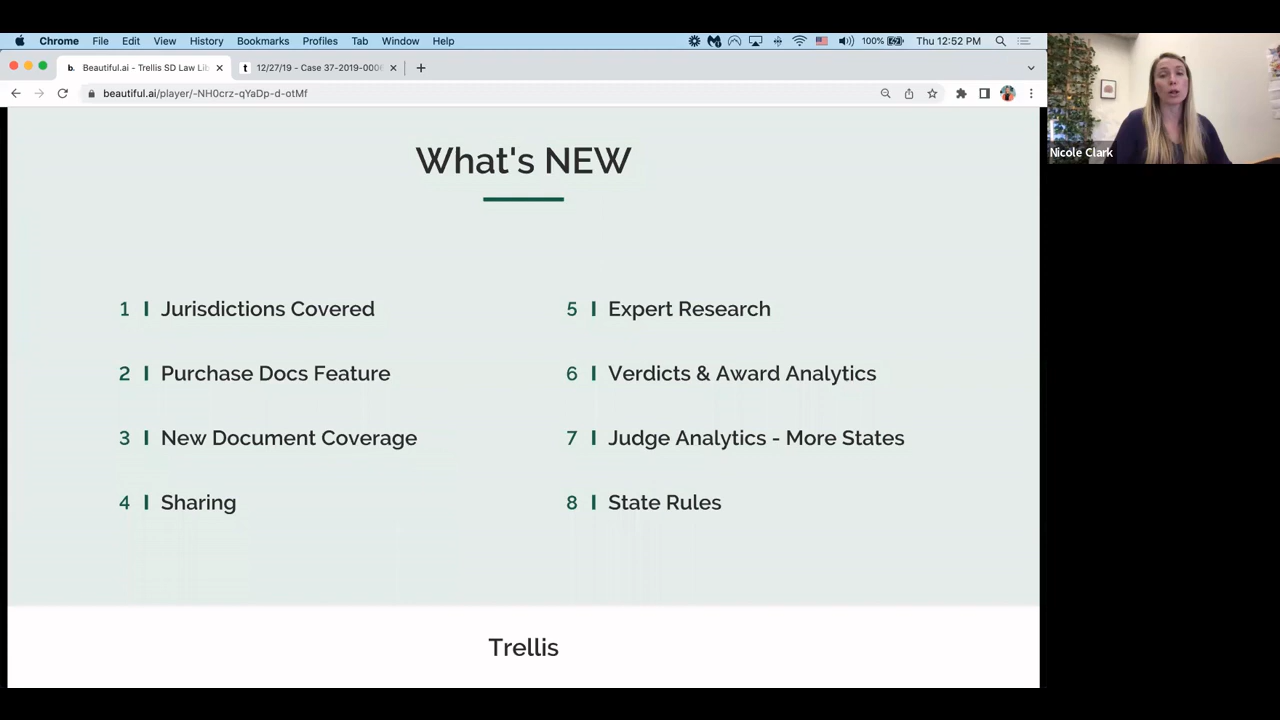 Chrome File Edit View History Bookmarks Profiles Tab Window Help 100% Thu 12:52 PM
b. Beautiful.ai - Trellis SD Law Lib
t 12/27/19 - Case 37-2019-000
beautiful.ai/player/-NH0crz-qYaDp-d-otMf
Nicole Clark
What's NEW
1 Jurisdictions Covered
2 Purchase Docs Feature
3 New Document Coverage
4 Sharing
5 Expert Research
6 Verdicts & Award Analytics
7 Judge Analytics - More States
8 State Rules
Trellis